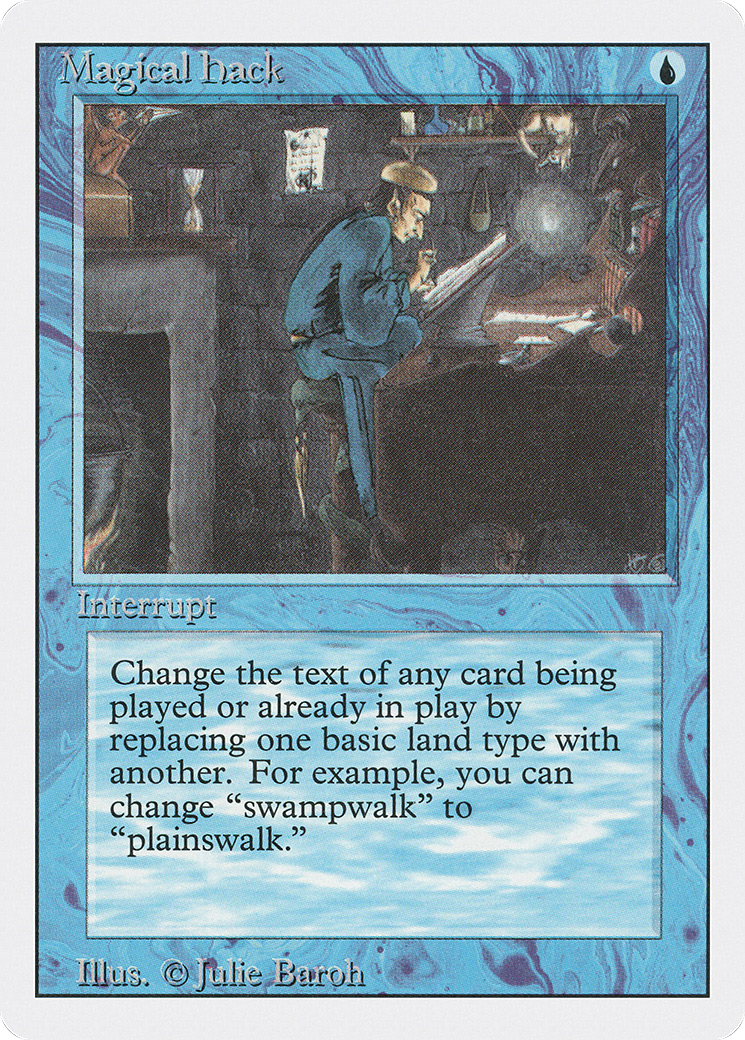 Magical Hack
Interrupt
Change the text of any card being
played or already in play by
replacing one basic land type with
another. For example, you can
change “swampwalk” to
“plainswalk.”
Illus. © Julie Baroh